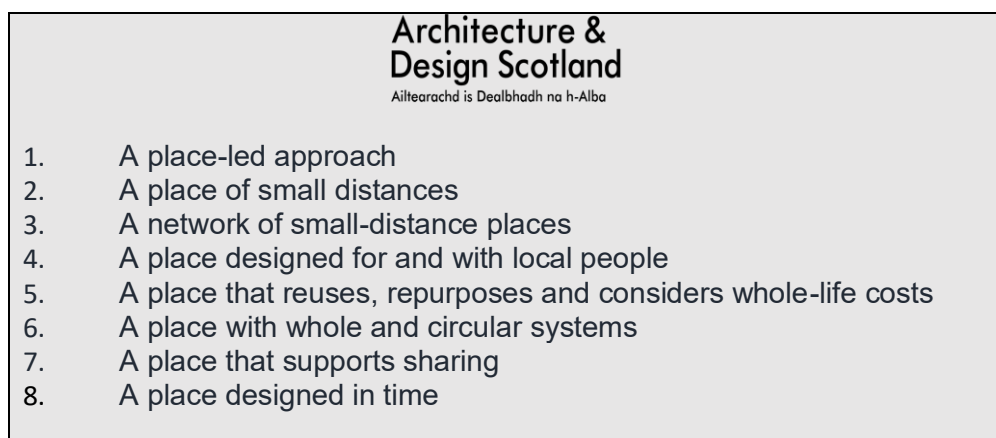 Architecture &
Design Scotland
Ailtearachd is Dealbhadh na h-Alba
1. A place-led approach
2. A place of small distances
3. A network of small-distance places
4. A place designed for and with local people
5. A place that reuses, repurposes and considers whole-life costs
6. A place with whole and circular systems
7. A place that supports sharing
8. A place designed in time